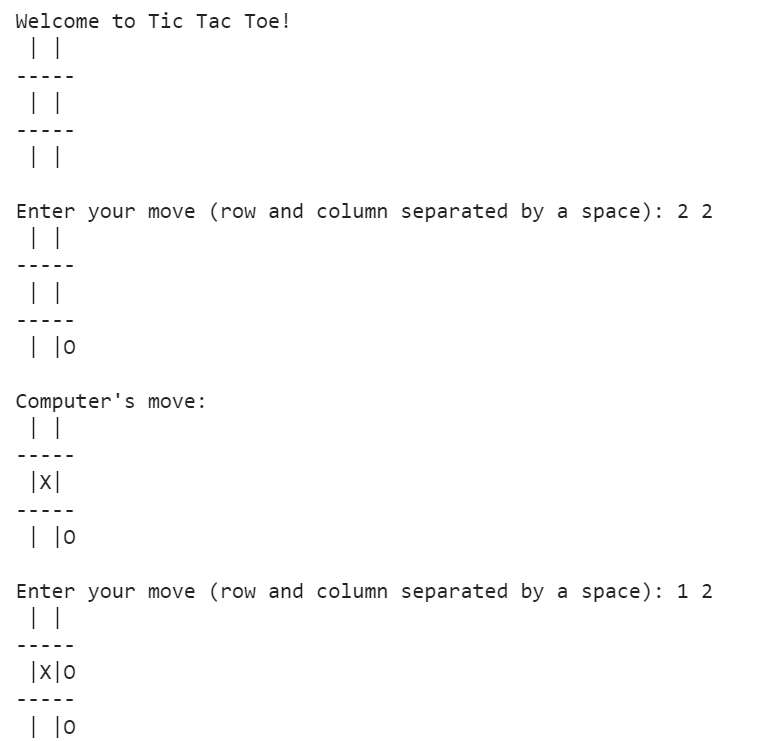 Welcome to Tic Tac Toe!
 | |
-----
 | |
-----
 | |

Enter your move (row and column separated by a space): 2 2
 | |
-----
 | |
-----
 | |O

Computer's move:
 | |
-----
 |X|
-----
 | |O

Enter your move (row and column separated by a space): 1 2
 | |
-----
 |X|O
-----
 | |O